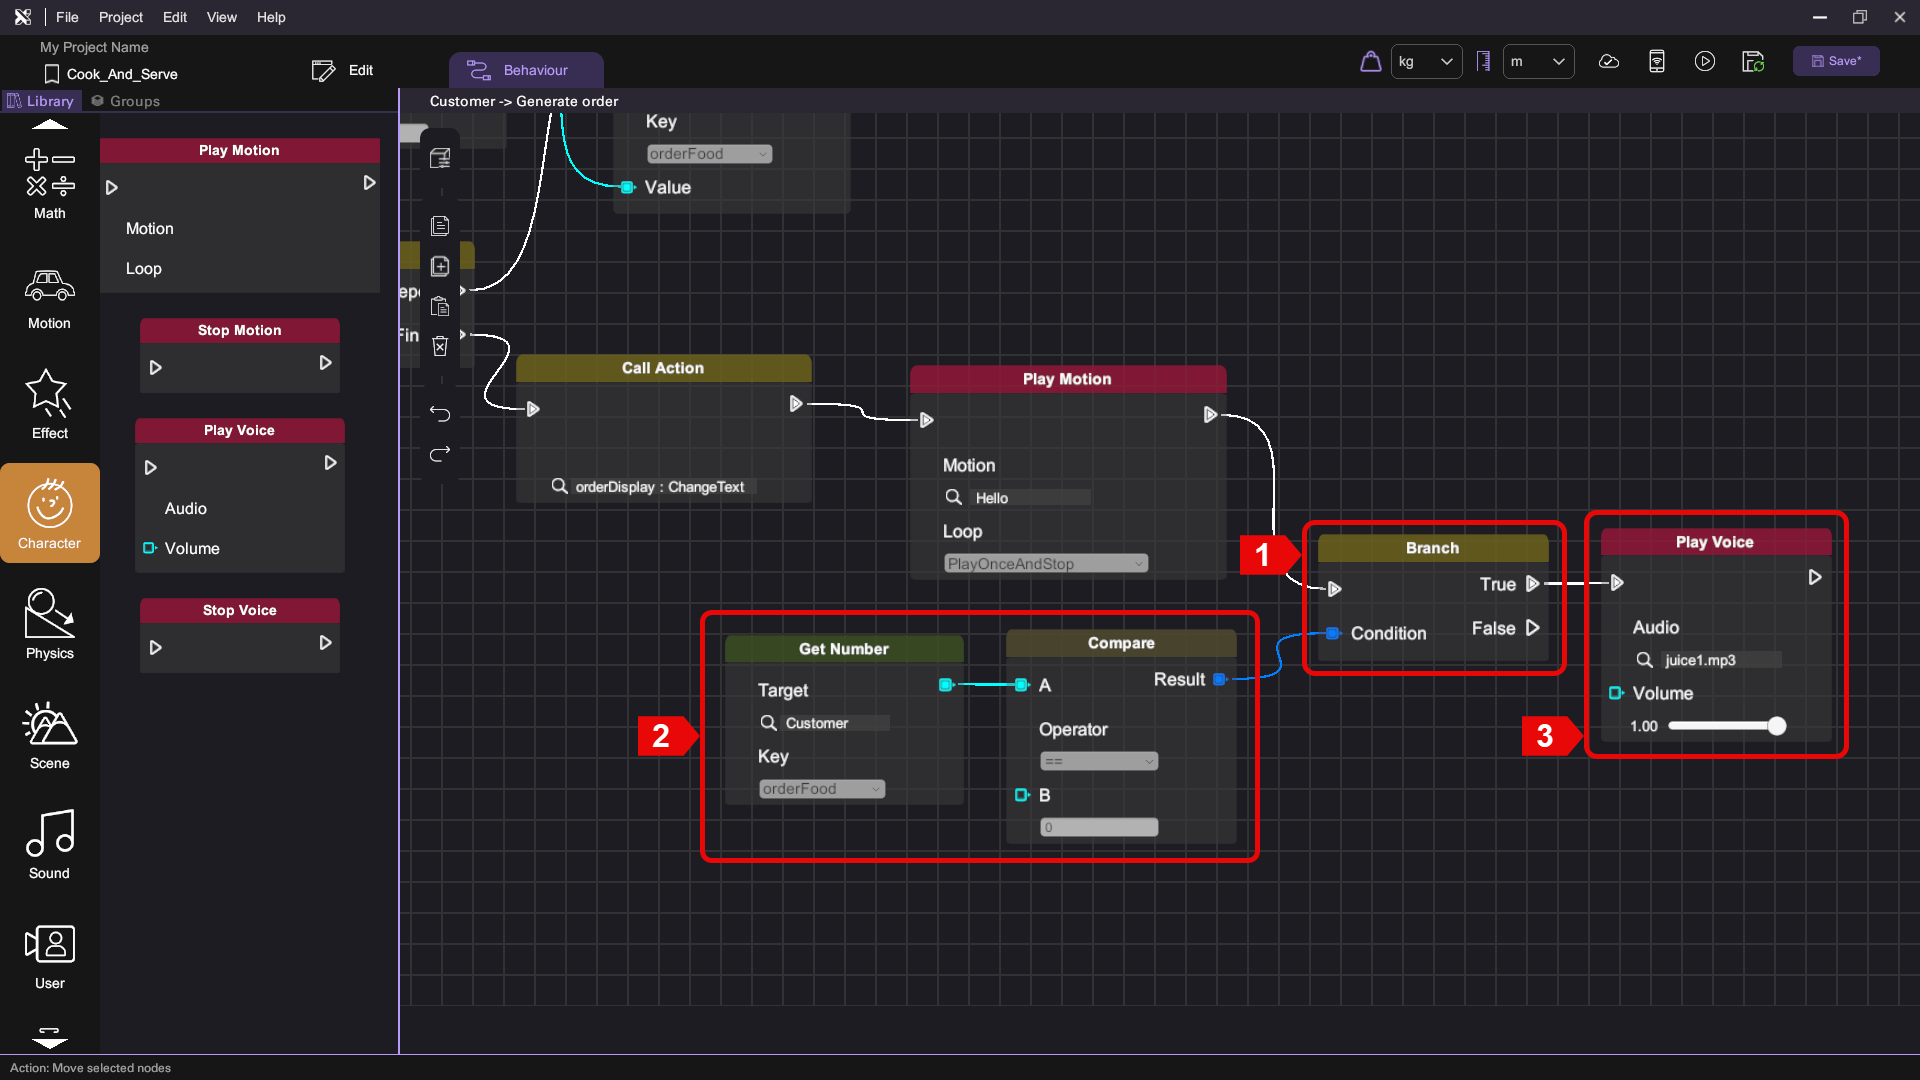 File Project Edit View Help
My Project Name
Cook_And_Serve
Edit
Behaviour
kg
m
Save*
Library
Groups
Customer -> Generate order
Math
Motion
Effect
Character
Physics
Scene
Sound
User
Play Motion
Motion
Loop
Stop Motion
Play Voice
Audio
Volume
Stop Voice
Key
orderFood
Value
Fin
Call Action
orderDisplay : ChangeText
Play Motion
Motion
Hello
Loop
PlayOnceAndStop
1
Branch
True
Condition
False
Play Voice
Audio
juice1.mp3
Volume
1.00
3
2
Get Number
Target
Customer
Key
orderFood
Compare
A
Result
Operator
==
B
0
Action: Move selected nodes